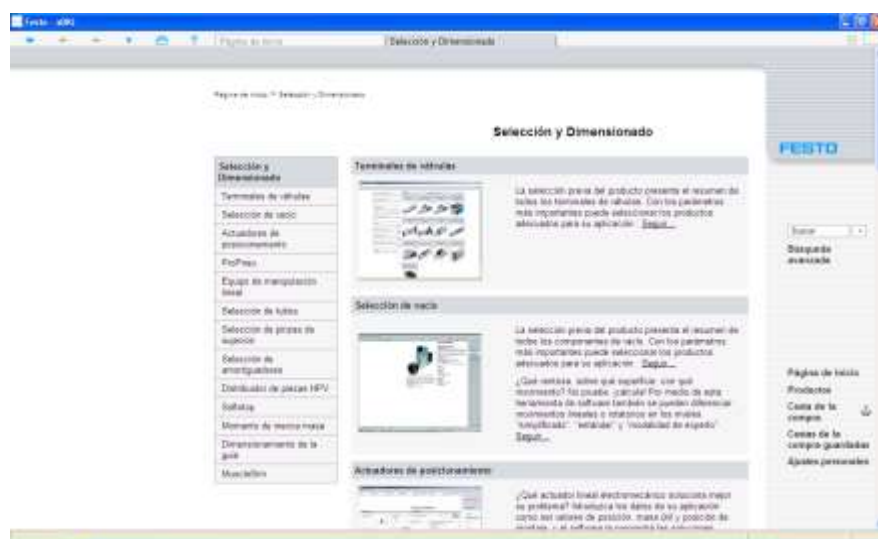 Festo - xDKI
Página de inicio
Selección y Dimensionado
Página de inicio > Selección y Dimensionado
Selección y Dimensionado
FESTO
Selección y
Dimensionado
Terminales de válvulas
Selección de vacío
Actuadores de
posicionamiento
ProPneu
Equipo de manipulación
lineal
Selección de tubos
Selección de pinzas de
sujeción
Selección de
amortiguadores
Distribuidor de piezas HPV
Softstop
Momento de inercia masa
Dimensionamiento de la
guía
MuscleSim
Terminales de válvulas
La selección previa del producto presenta el resumen de
todos los terminales de válvulas. Con los parámetros
más importantes puede seleccionar los productos
adecuados para su aplicación. Seguir...
Selección de vacío
La selección previa del producto presenta el resumen de
todos los componentes de vacío. Con los parámetros
más importantes puede seleccionar los productos
adecuados para su aplicación. Seguir...
¿Qué ventosa, sobre qué superficie, con qué
movimiento? No pruebe, ¡calcule! Por medio de esta
herramienta de software también se pueden diferenciar
movimientos lineales o rotatorios en los niveles
"simplificado", "estándar" y "modalidad de experto".
Seguir...
Actuadores de posicionamiento
¿Qué actuador lineal electromecánico soluciona mejor
su problema? Introduzca los datos de su aplicación
como los valores de posición, masa útil y posición de
Buscar
Búsqueda
avanzada
Página de Inicio
Productos
Cesta de la
compra
Cestas de la
compra guardadas
Ajustes personales